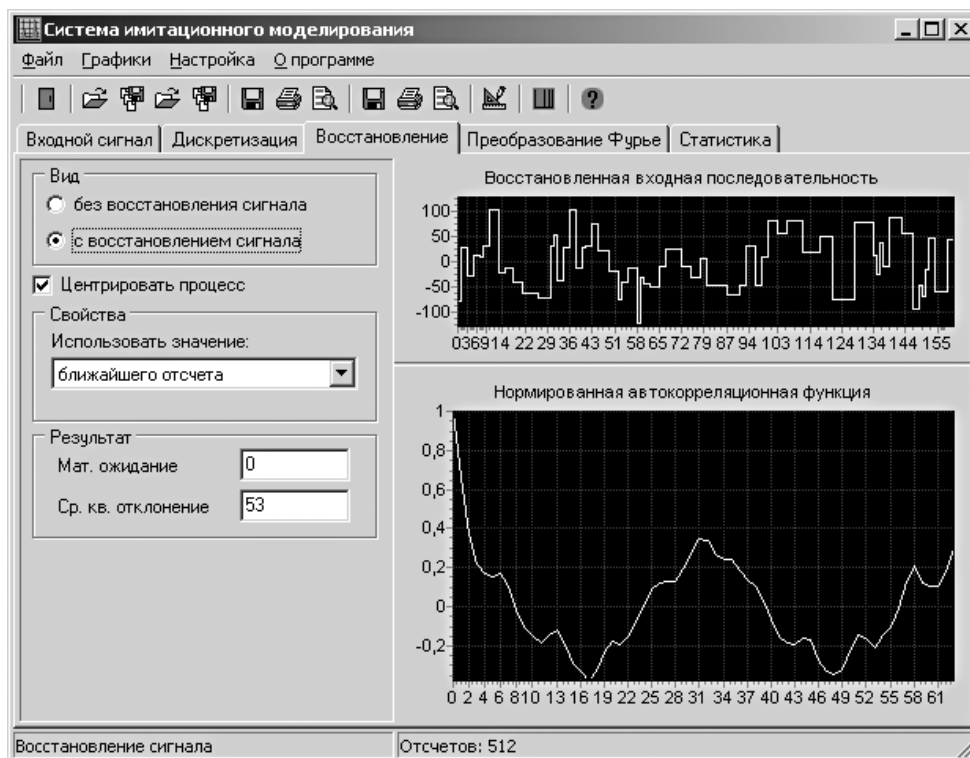 Система имитационного моделирования
Файл Графики Настройка О программе
Входной сигнал Дискретизация Восстановление Преобразование Фурье Статистика
Вид
без восстановления сигнала
с восстановлением сигнала
Центрировать процесс
Свойства
Использовать значение:
ближайшего отсчета
Результат
Мат. ожидание 0
Ср. кв. отклонение 53
Восстановленная входная последовательность
100
50
0
-50
-100
036914 22 29 36 43 51 58 65 72 79 87 94 103 114 124 134 144 155
Нормированная автокорреляционная функция
1
0,8
0,6
0,4
0,2
0
-0,2
0 2 4 6 8 10 13 16 19 22 25 28 31 34 37 40 43 46 49 52 55 58 61
Восстановление сигнала Отсчетов: 512